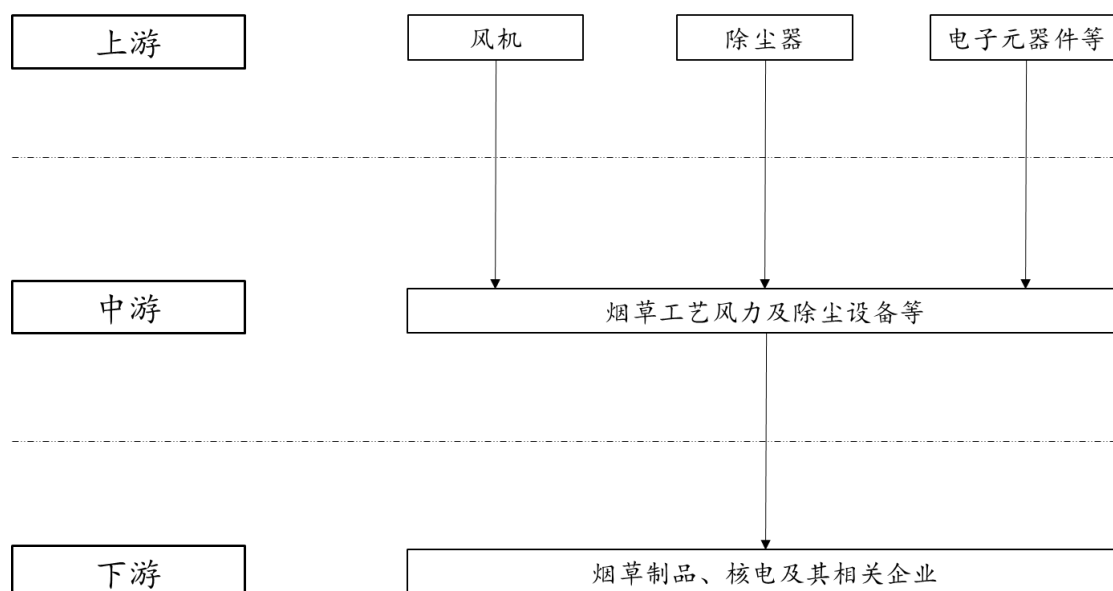 上游
风机
除尘器
电子元器件等
中游
烟草工艺风力及除尘设备等
下游
烟草制品、核电及其相关企业